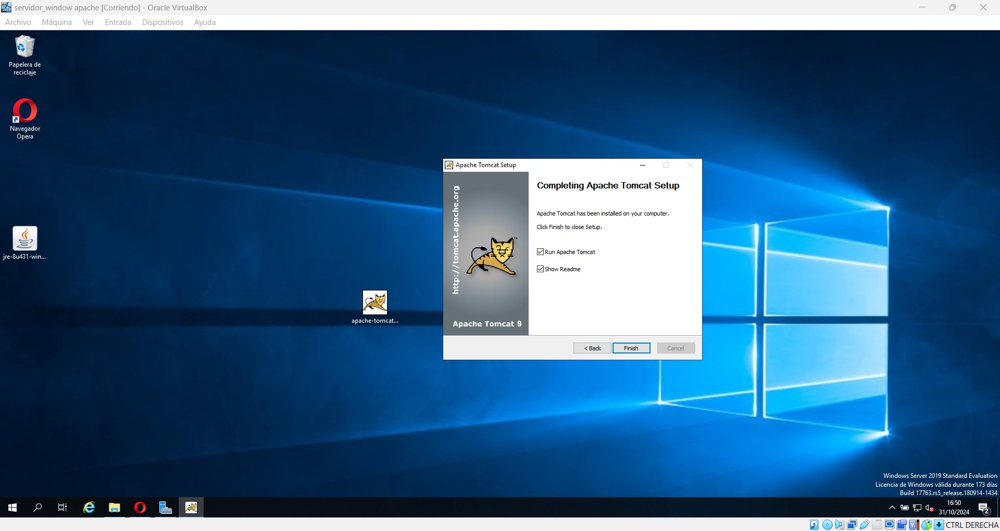 servidor_window apache [Corriendo] - Oracle VirtualBox
Archivo Máquina Ver Entrada Dispositivos Ayuda
Papelera de
reciclaje
Navegador
Opera
jre-8u431-win...
apache-tomcat...
Apache Tomcat Setup
http://tomcat.apache.org
TM
Apache Tomcat 9
Completing Apache Tomcat Setup
Apache Tomcat has been installed on your computer.
Click Finish to close Setup.
Run Apache Tomcat
Show Readme
< Back Finish Cancel
Windows Server 2019 Standard Evaluation
Licencia de Windows válida durante 173 días
Build 17763.rs5_release.180914-1434
16:50
31/10/2024
2
CTRL DERECHA